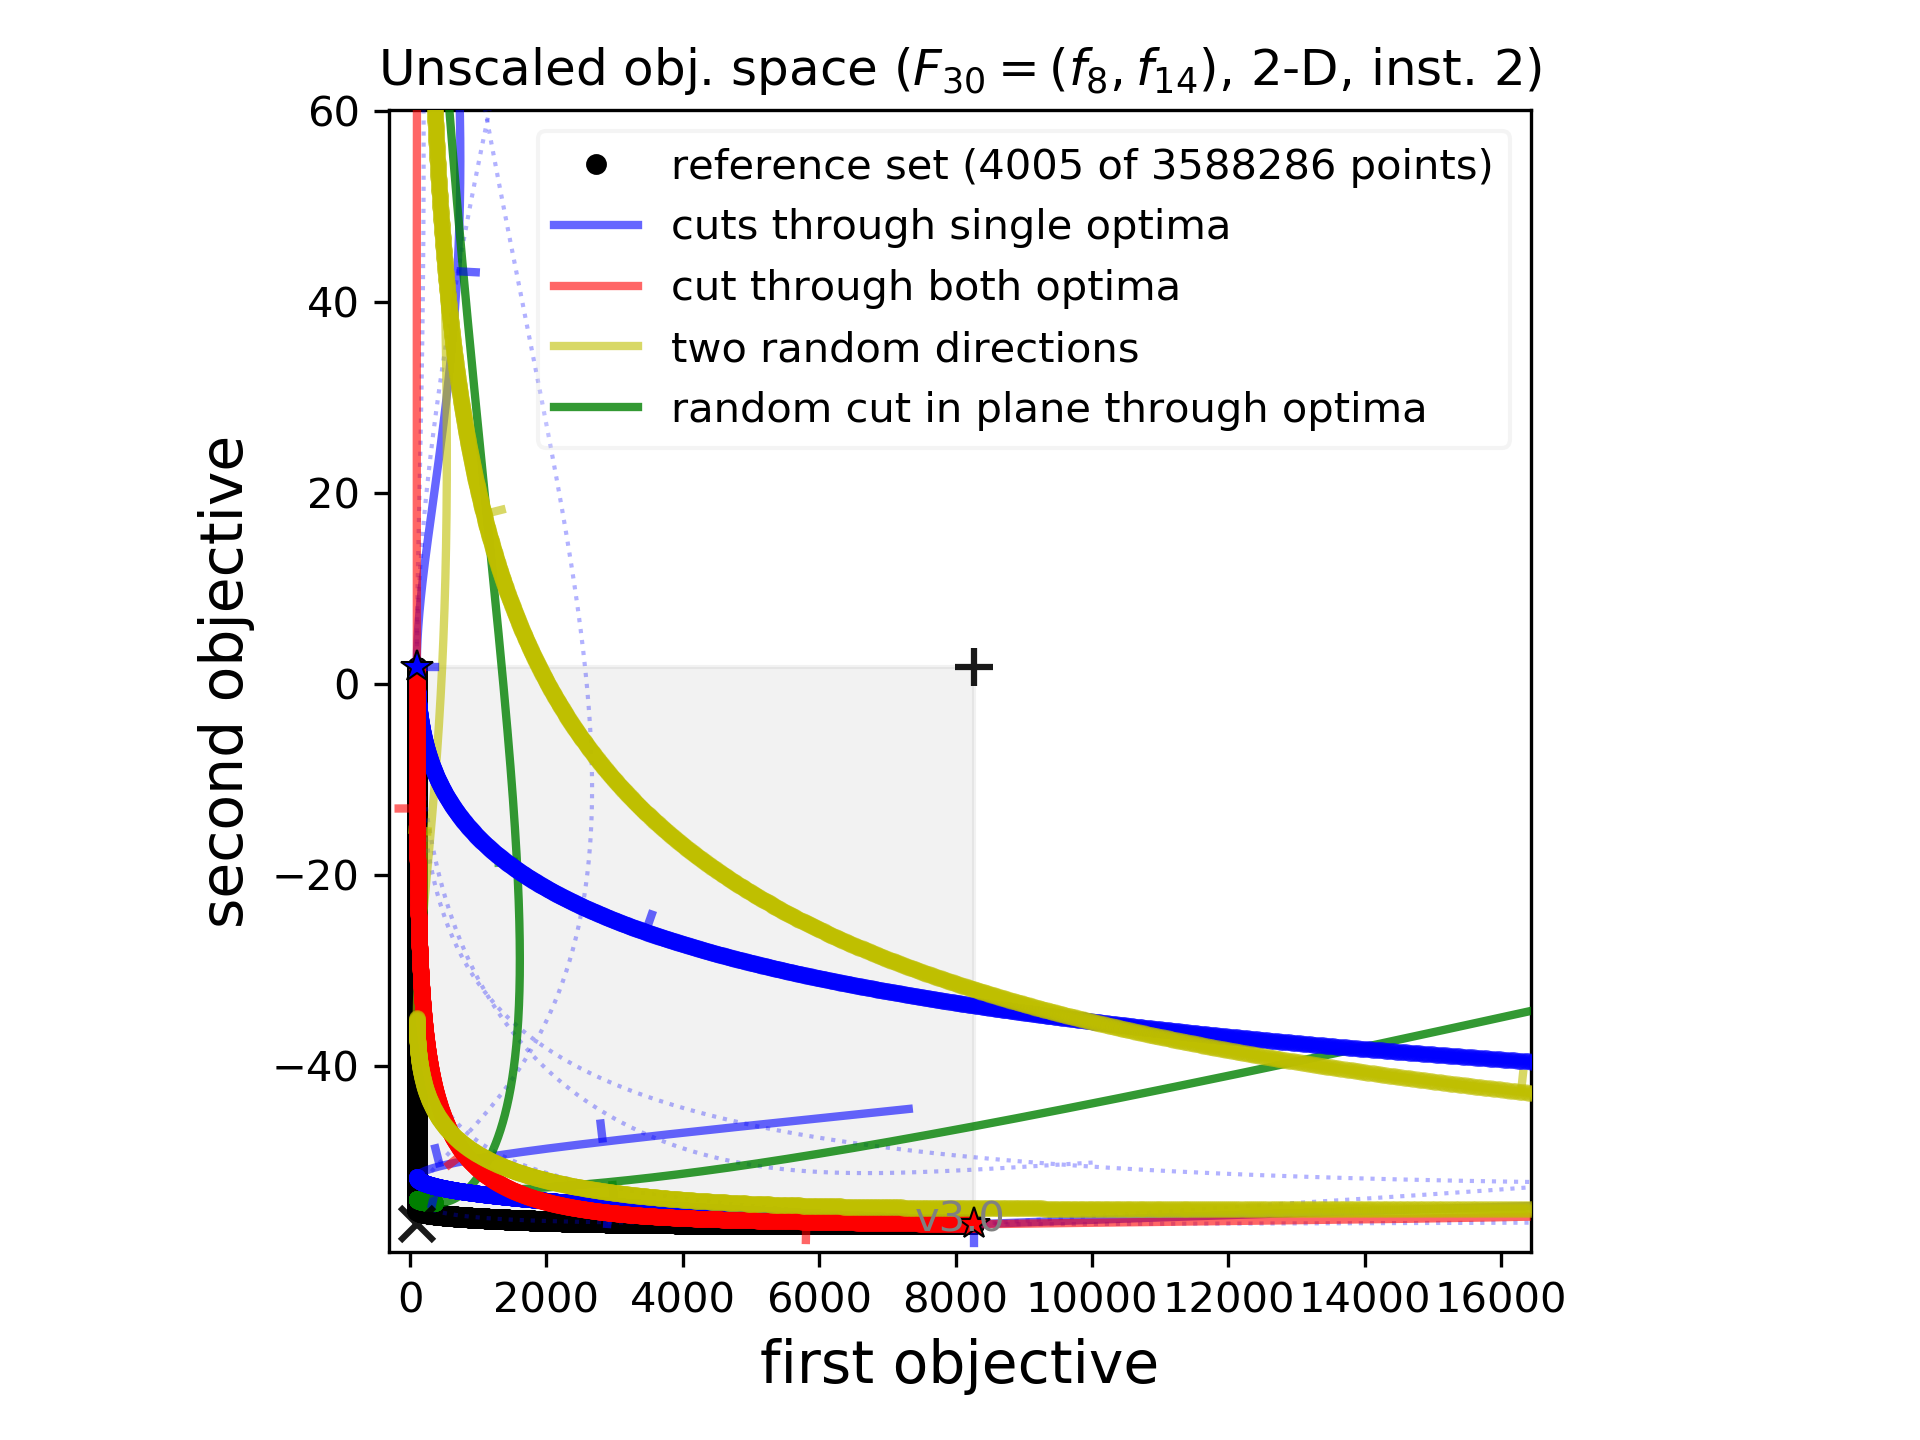 Unscaled obj. space (F30 = (f8, f14), 2-D, inst. 2)
60
40
20
0
−20
−40
second objective
reference set (4005 of 3588286 points)
cuts through single optima
cut through both optima
two random directions
random cut in plane through optima
v3.0
0 2000 4000 6000 8000 10000 12000 14000 16000
first objective